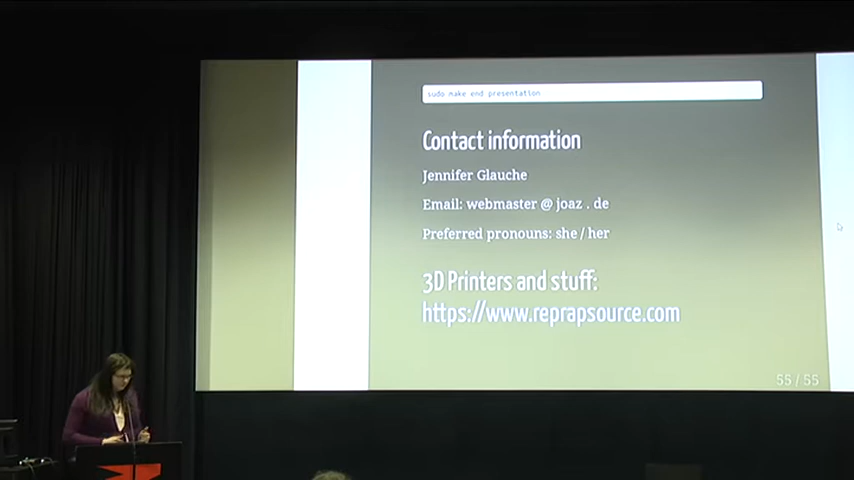 sudo make end presentation
Contact information
Jennifer Glauche
Email: webmaster @ joaz . de
Preferred pronouns: she / her
3D Printers and stuff:
https://www.reprapsource.com
55 / 55